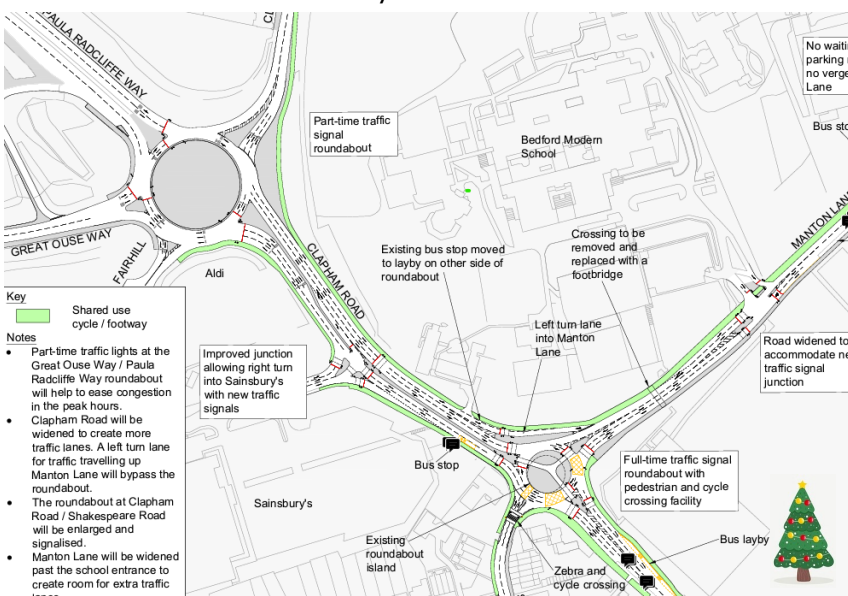 PAULA RADCLIFFE WAY
No waiti
parking
no verge
Lane
Part-time traffic
signal
roundabout
Bedford Modern
School
Bus sto
MANTON LANE
GREAT OUSE WAY
FAIRHILL
Aldi
CLAPHAM ROAD
Existing bus stop moved
to layby on other side of
roundabout
Crossing to be
removed and
replaced with a
footbridge
Key
Shared use
cycle / footway
Notes
• Part-time traffic lights at the
Great Ouse Way / Paula
Radcliffe Way roundabout
will help to ease congestion
in the peak hours.
• Clapham Road will be
widened to create more
traffic lanes. A left turn lane
for traffic travelling up
Manton Lane will bypass the
roundabout.
• The roundabout at Clapham
Road / Shakespeare Road
will be enlarged and
signalised.
• Manton Lane will be widened
past the school entrance to
create room for extra traffic
Improved junction
allowing right turn
into Sainsbury's
with new traffic
signals
Left turn lane
into Manton
Lane
Road widened to
accommodate ne
traffic signal
junction
Bus stop
Sainsbury's
Full-time traffic signal
roundabout with
pedestrian and cycle
crossing facility
Existing
roundabout
island
Zebra and
cycle crossing
Bus layby